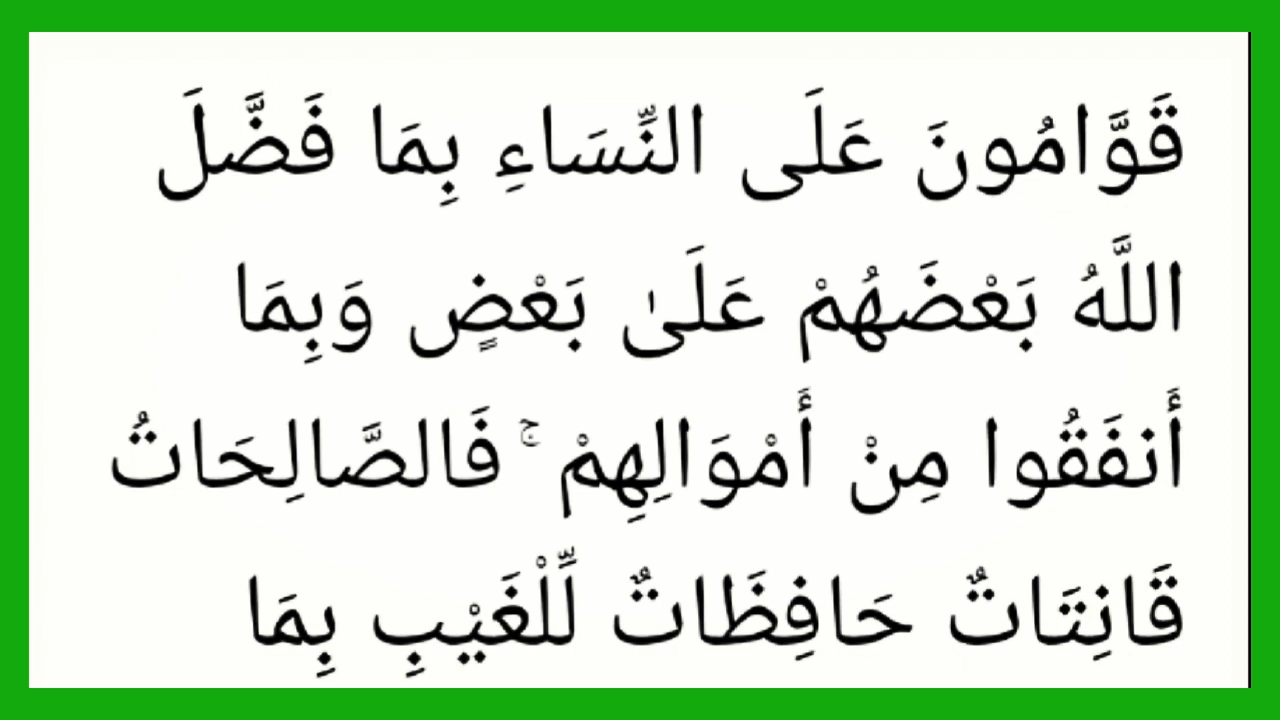 قَوَّامُونَ عَلَى النِّسَاءِ بِمَا فَضَّلَ
اللَّهُ بَعْضَهُمْ عَلَىٰ بَعْضٍ وَبِمَا
أَنفَقُوا مِنْ أَمْوَالِهِمْ ۚ فَالصَّالِحَاتُ
قَانِتَاتٌ حَافِظَاتٌ لِّلْغَيْبِ بِمَا